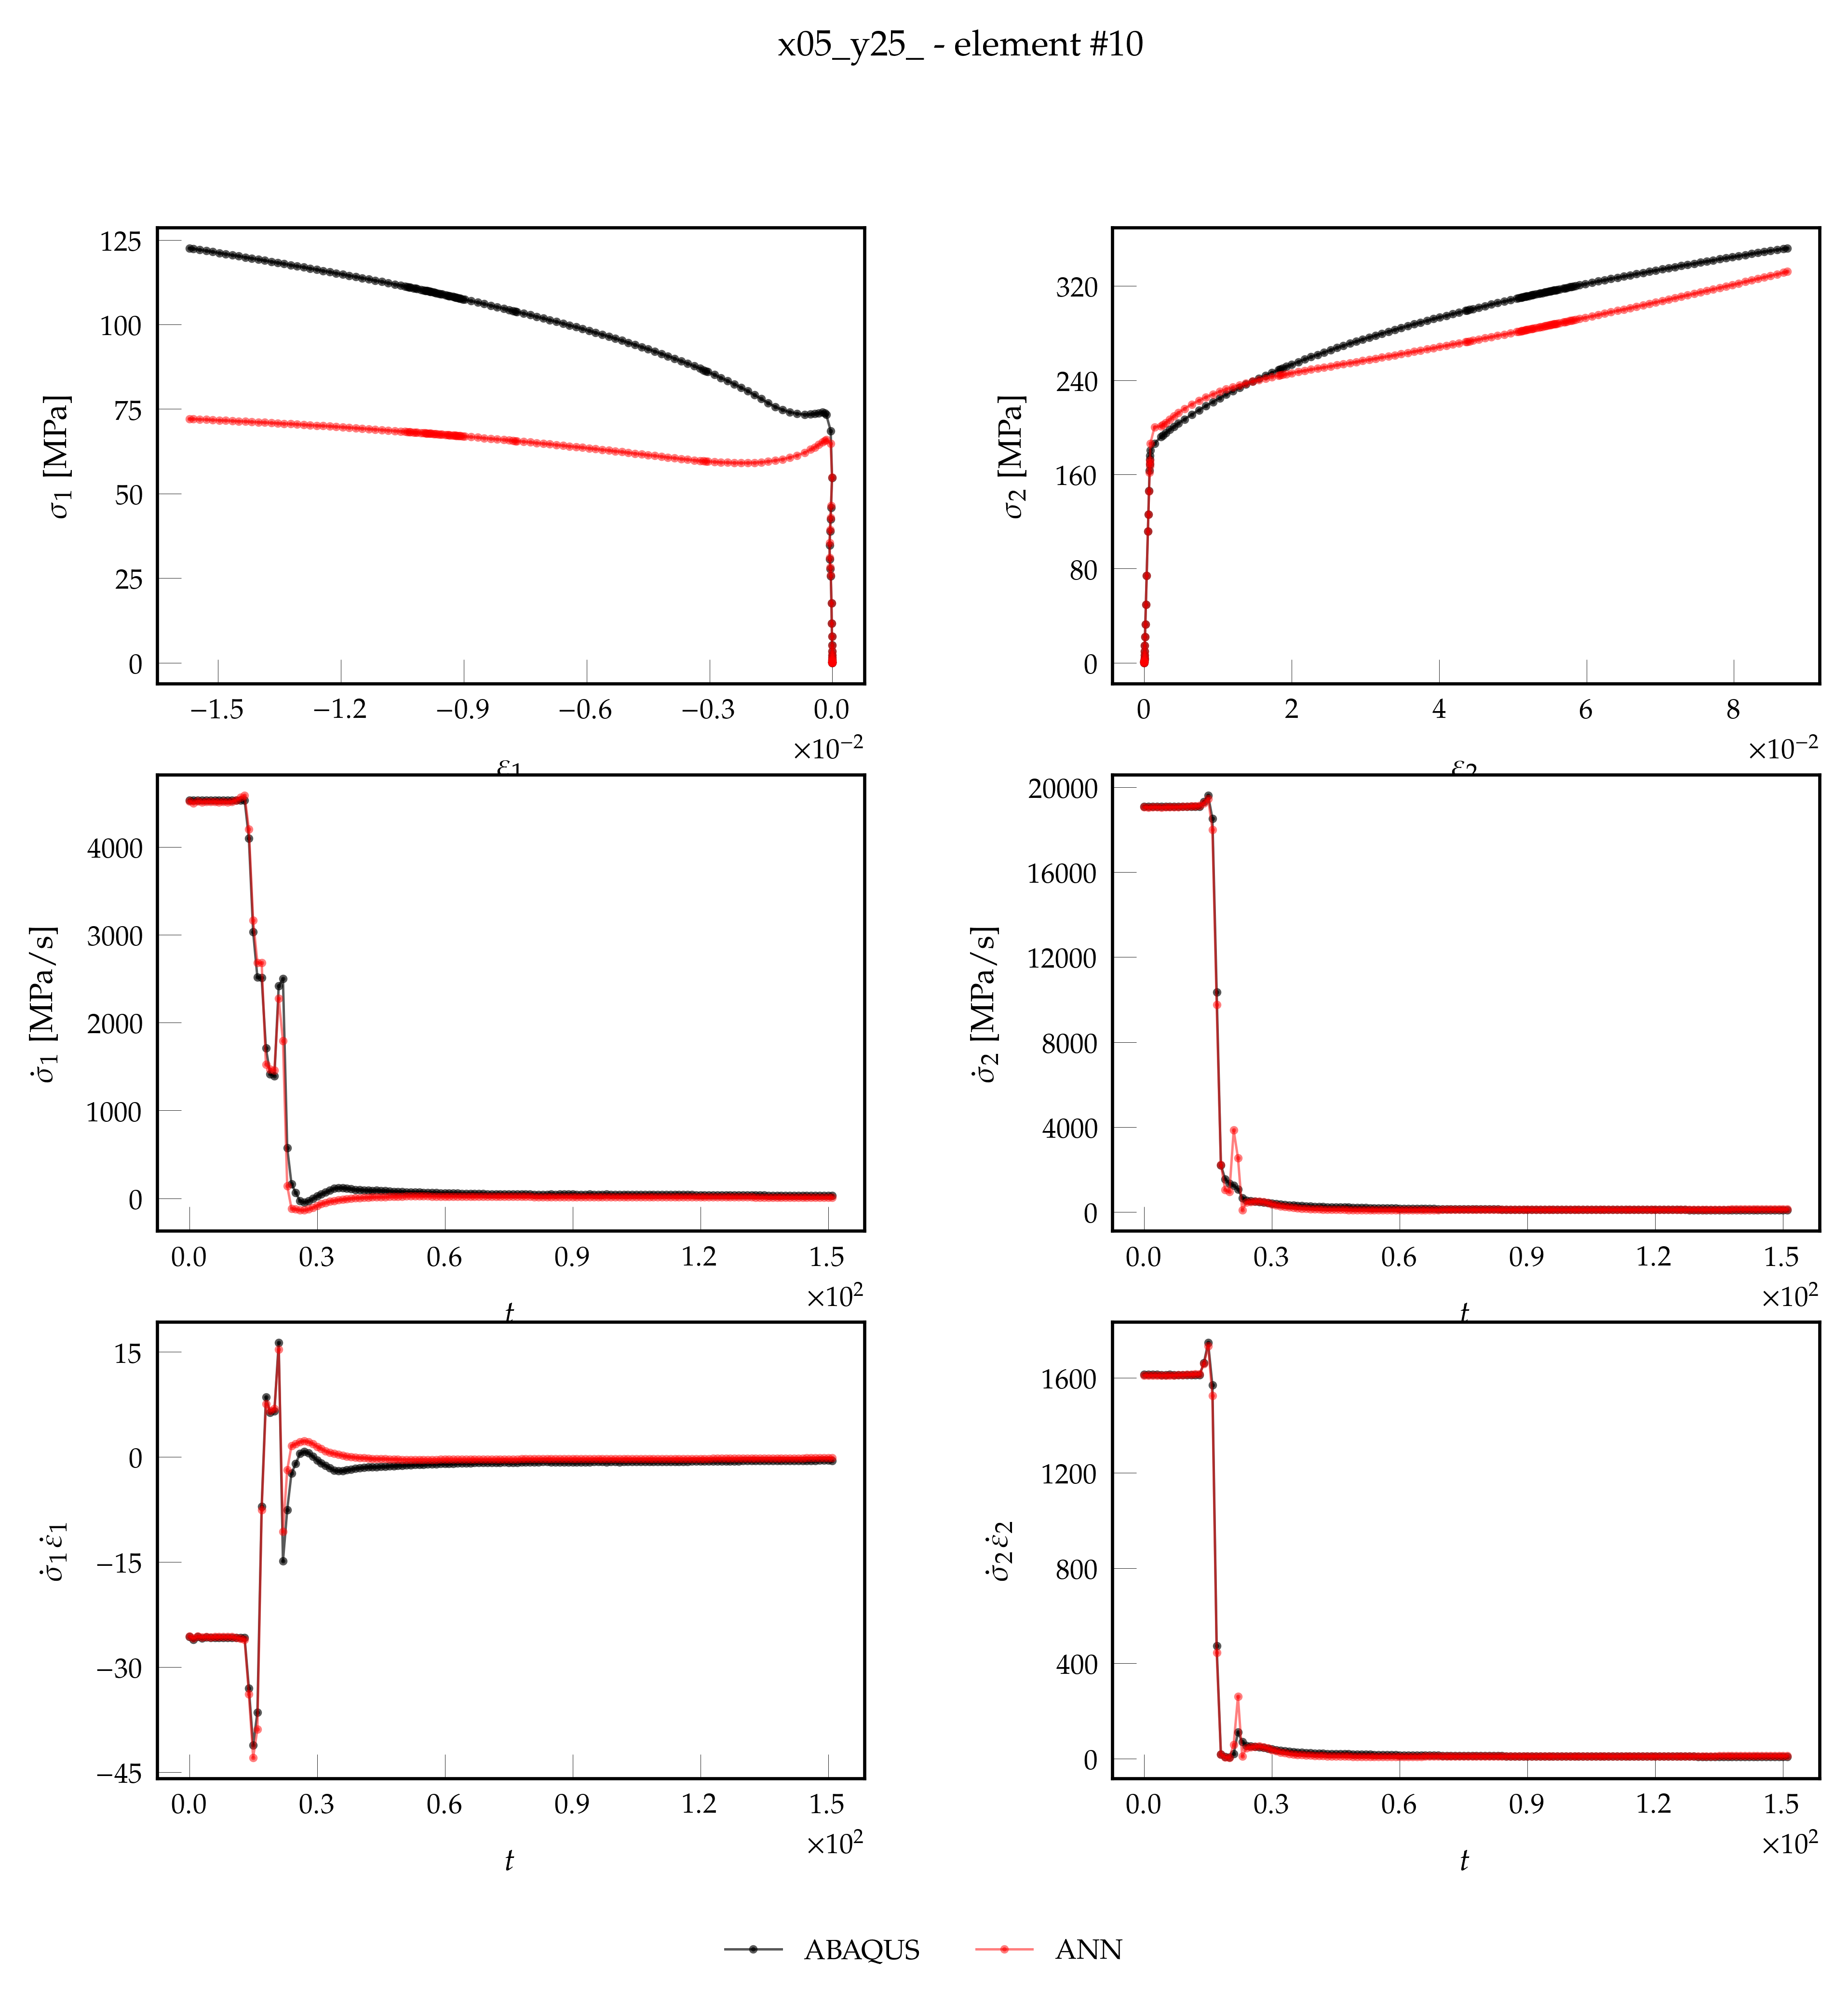 x05_y25_ - element #10
σ₁ [MPa]
125
100
75
50
25
0
−1.5 −1.2 −0.9 −0.6 −0.3 0.0
×10⁻²
ε₁
σ₂ [MPa]
320
240
160
80
0
0 2 4 6 8
×10⁻²
ε₂
σ̇₁ [MPa/s]
4000
3000
2000
1000
0
0.0 0.3 0.6 0.9 1.2 1.5
×10²
t
σ̇₂ [MPa/s]
20000
16000
12000
8000
4000
0
0.0 0.3 0.6 0.9 1.2 1.5
×10²
t
σ̇₁ε̇₁
15
0
−15
−30
−45
0.0 0.3 0.6 0.9 1.2 1.5
×10²
t
σ̇₂ε̇₂
1600
1200
800
400
0
0.0 0.3 0.6 0.9 1.2 1.5
×10²
t
ABAQUS ANN